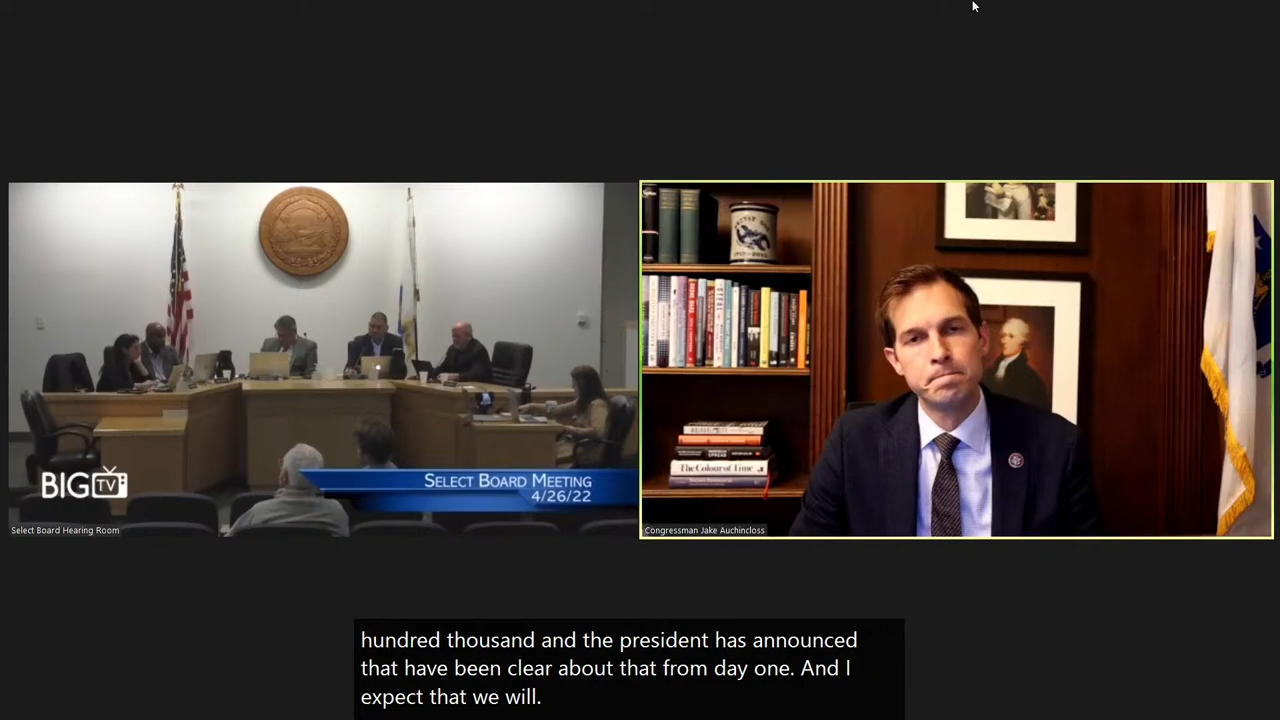 BIG TV
SELECT BOARD MEETING
4/26/22
Select Board Hearing Room
The Colour of Time
Congressman Jake Auchincloss
hundred thousand and the president has announced
that have been clear about that from day one. And I
expect that we will.